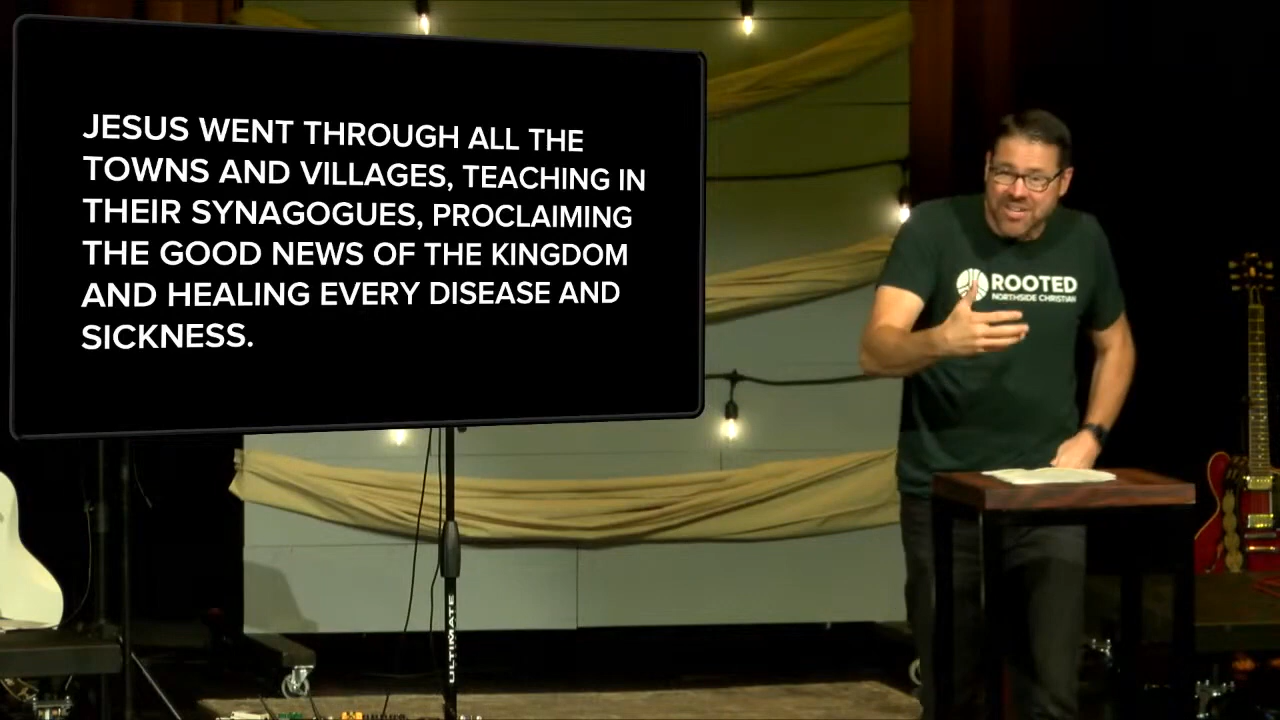 JESUS WENT THROUGH ALL THE
TOWNS AND VILLAGES, TEACHING IN
THEIR SYNAGOGUES, PROCLAIMING
THE GOOD NEWS OF THE KINGDOM
AND HEALING EVERY DISEASE AND
SICKNESS.
ROOTED
NORTHSIDE CHRISTIAN
ULTIMATE